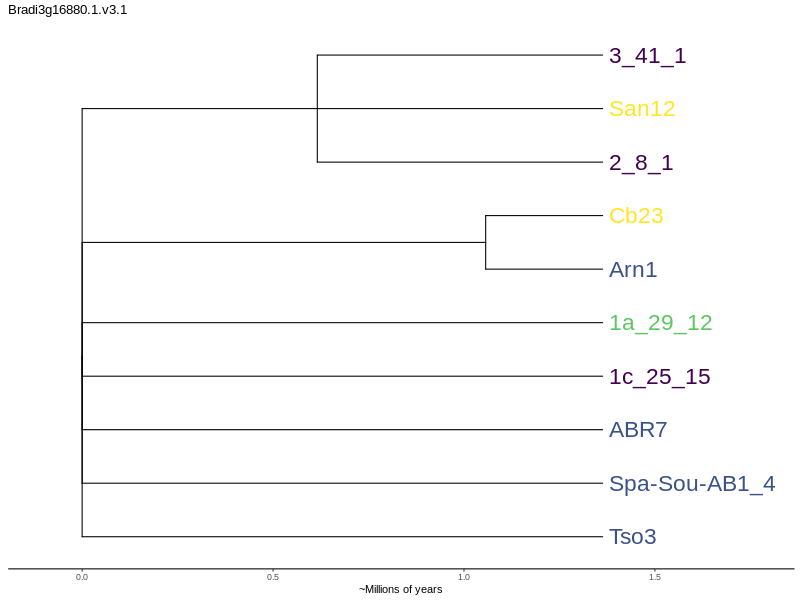 Bradi3g16880.1.v3.1
3_41_1
San12
2_8_1
Cb23
Arn1
1a_29_12
1c_25_15
ABR7
Spa-Sou-AB1_4
Tso3
0.0 0.5 1.0 1.5
~Millions of years